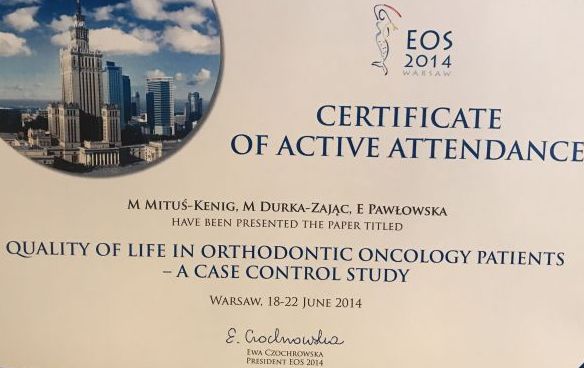 EOS
2014
WARSAW
CERTIFICATE
OF ACTIVE ATTENDANCE
M MITUŚ-KENIG, M DURKA-ZAJĄC, E PAWŁOWSKA
HAVE BEEN PRESENTED THE PAPER TITLED
QUALITY OF LIFE IN ORTHODONTIC ONCOLOGY PATIENTS
– A CASE CONTROL STUDY
WARSAW, 18-22 JUNE 2014
E. Czochrowska
EWA CZOCHROWSKA
PRESIDENT EOS 2014